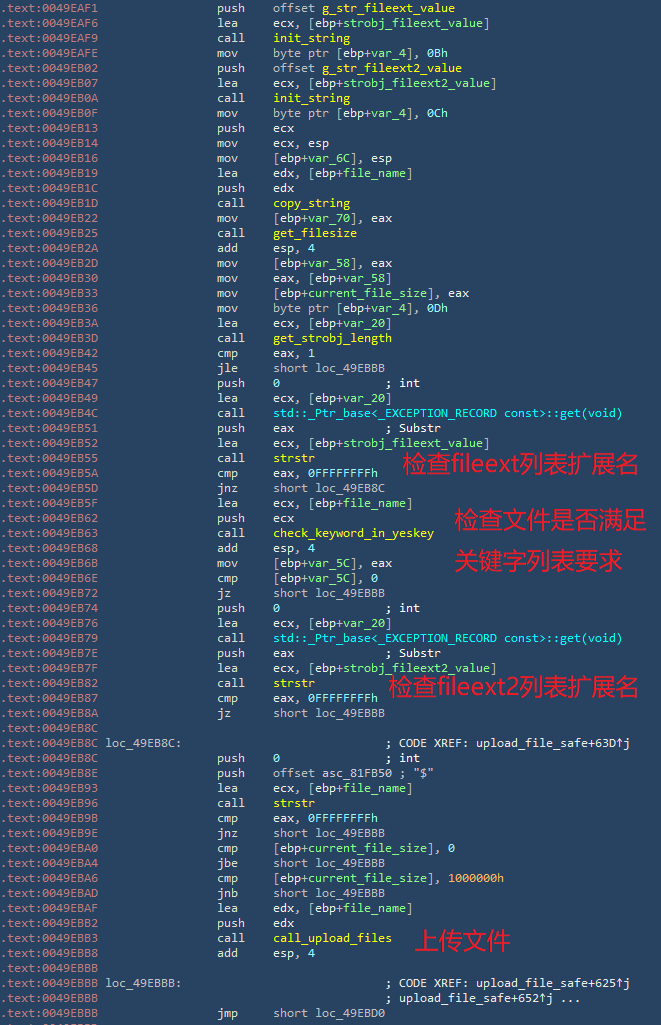 .text:0049EAF1 push offset g_str_fileext_value
.text:0049EAF6 lea ecx, [ebp+strobj_fileext_value]
.text:0049EAF9 call init_string
.text:0049EAFE mov byte ptr [ebp+var_4], 0Bh
.text:0049EB02 push offset g_str_fileext2_value
.text:0049EB07 lea ecx, [ebp+strobj_fileext2_value]
.text:0049EB0A call init_string
.text:0049EB0F mov byte ptr [ebp+var_4], 0Ch
.text:0049EB13 push ecx
.text:0049EB14 mov ecx, esp
.text:0049EB16 mov [ebp+var_6C], esp
.text:0049EB19 lea edx, [ebp+file_name]
.text:0049EB1C push edx
.text:0049EB1D call copy_string
.text:0049EB22 mov [ebp+var_70], eax
.text:0049EB25 call get_filesize
.text:0049EB2A add esp, 4
.text:0049EB2D mov [ebp+var_58], eax
.text:0049EB30 mov eax, [ebp+var_58]
.text:0049EB33 mov [ebp+current_file_size], eax
.text:0049EB36 mov byte ptr [ebp+var_4], 0Dh
.text:0049EB3A lea ecx, [ebp+var_20]
.text:0049EB3D call get_strobj_length
.text:0049EB42 cmp eax, 1
.text:0049EB45 jle short loc_49EBBB
.text:0049EB47 push 0 ; int
.text:0049EB49 lea ecx, [ebp+var_20]
.text:0049EB4C call std::_Ptr_base<_EXCEPTION_RECORD const>::get(void)
.text:0049EB51 push eax ; Substr
.text:0049EB52 lea ecx, [ebp+strobj_fileext_value]
.text:0049EB55 call strstr 检查fileext列表扩展名
.text:0049EB5A cmp eax, 0FFFFFFFFh
.text:0049EB5D jnz short loc_49EB8C
.text:0049EB5F lea ecx, [ebp+file_name]
.text:0049EB62 push ecx 检查文件是否满足
.text:0049EB63 call check_keyword_in_yeskey
.text:0049EB68 add esp, 4 关键字列表要求
.text:0049EB6B mov [ebp+var_5C], eax
.text:0049EB6E cmp [ebp+var_5C], 0
.text:0049EB72 jz short loc_49EBBB
.text:0049EB74 push 0 ; int
.text:0049EB76 lea ecx, [ebp+var_20]
.text:0049EB79 call std::_Ptr_base<_EXCEPTION_RECORD const>::get(void)
.text:0049EB7E push eax ; Substr
.text:0049EB7F lea ecx, [ebp+strobj_fileext2_value]
.text:0049EB82 call strstr 检查fileext2列表扩展名
.text:0049EB87 cmp eax, 0FFFFFFFFh
.text:0049EB8A jz short loc_49EBBB
.text:0049EB8C
.text:0049EB8C loc_49EB8C: ; CODE XREF: upload_file_safe+63D↑j
.text:0049EB8C push 0 ; int
.text:0049EB8E push offset asc_81FB50 ; "$"
.text:0049EB93 lea ecx, [ebp+file_name]
.text:0049EB96 call strstr
.text:0049EB9B cmp eax, 0FFFFFFFFh
.text:0049EB9E jnz short loc_49EBBB
.text:0049EBA0 cmp [ebp+current_file_size], 0
.text:0049EBA4 jbe short loc_49EBBB
.text:0049EBA6 cmp [ebp+current_file_size], 1000000h
.text:0049EBAD jnb short loc_49EBBB
.text:0049EBAF lea edx, [ebp+file_name]
.text:0049EBB2 push edx
.text:0049EBB3 call call_upload_files 上传文件
.text:0049EBB8 add esp, 4
.text:0049EBBB
.text:0049EBBB loc_49EBBB: ; CODE XREF: upload_file_safe+625↑j
.text:0049EBBB ; upload_file_safe+652↑j ...
.text:0049EBBB jmp short loc_49EBD0